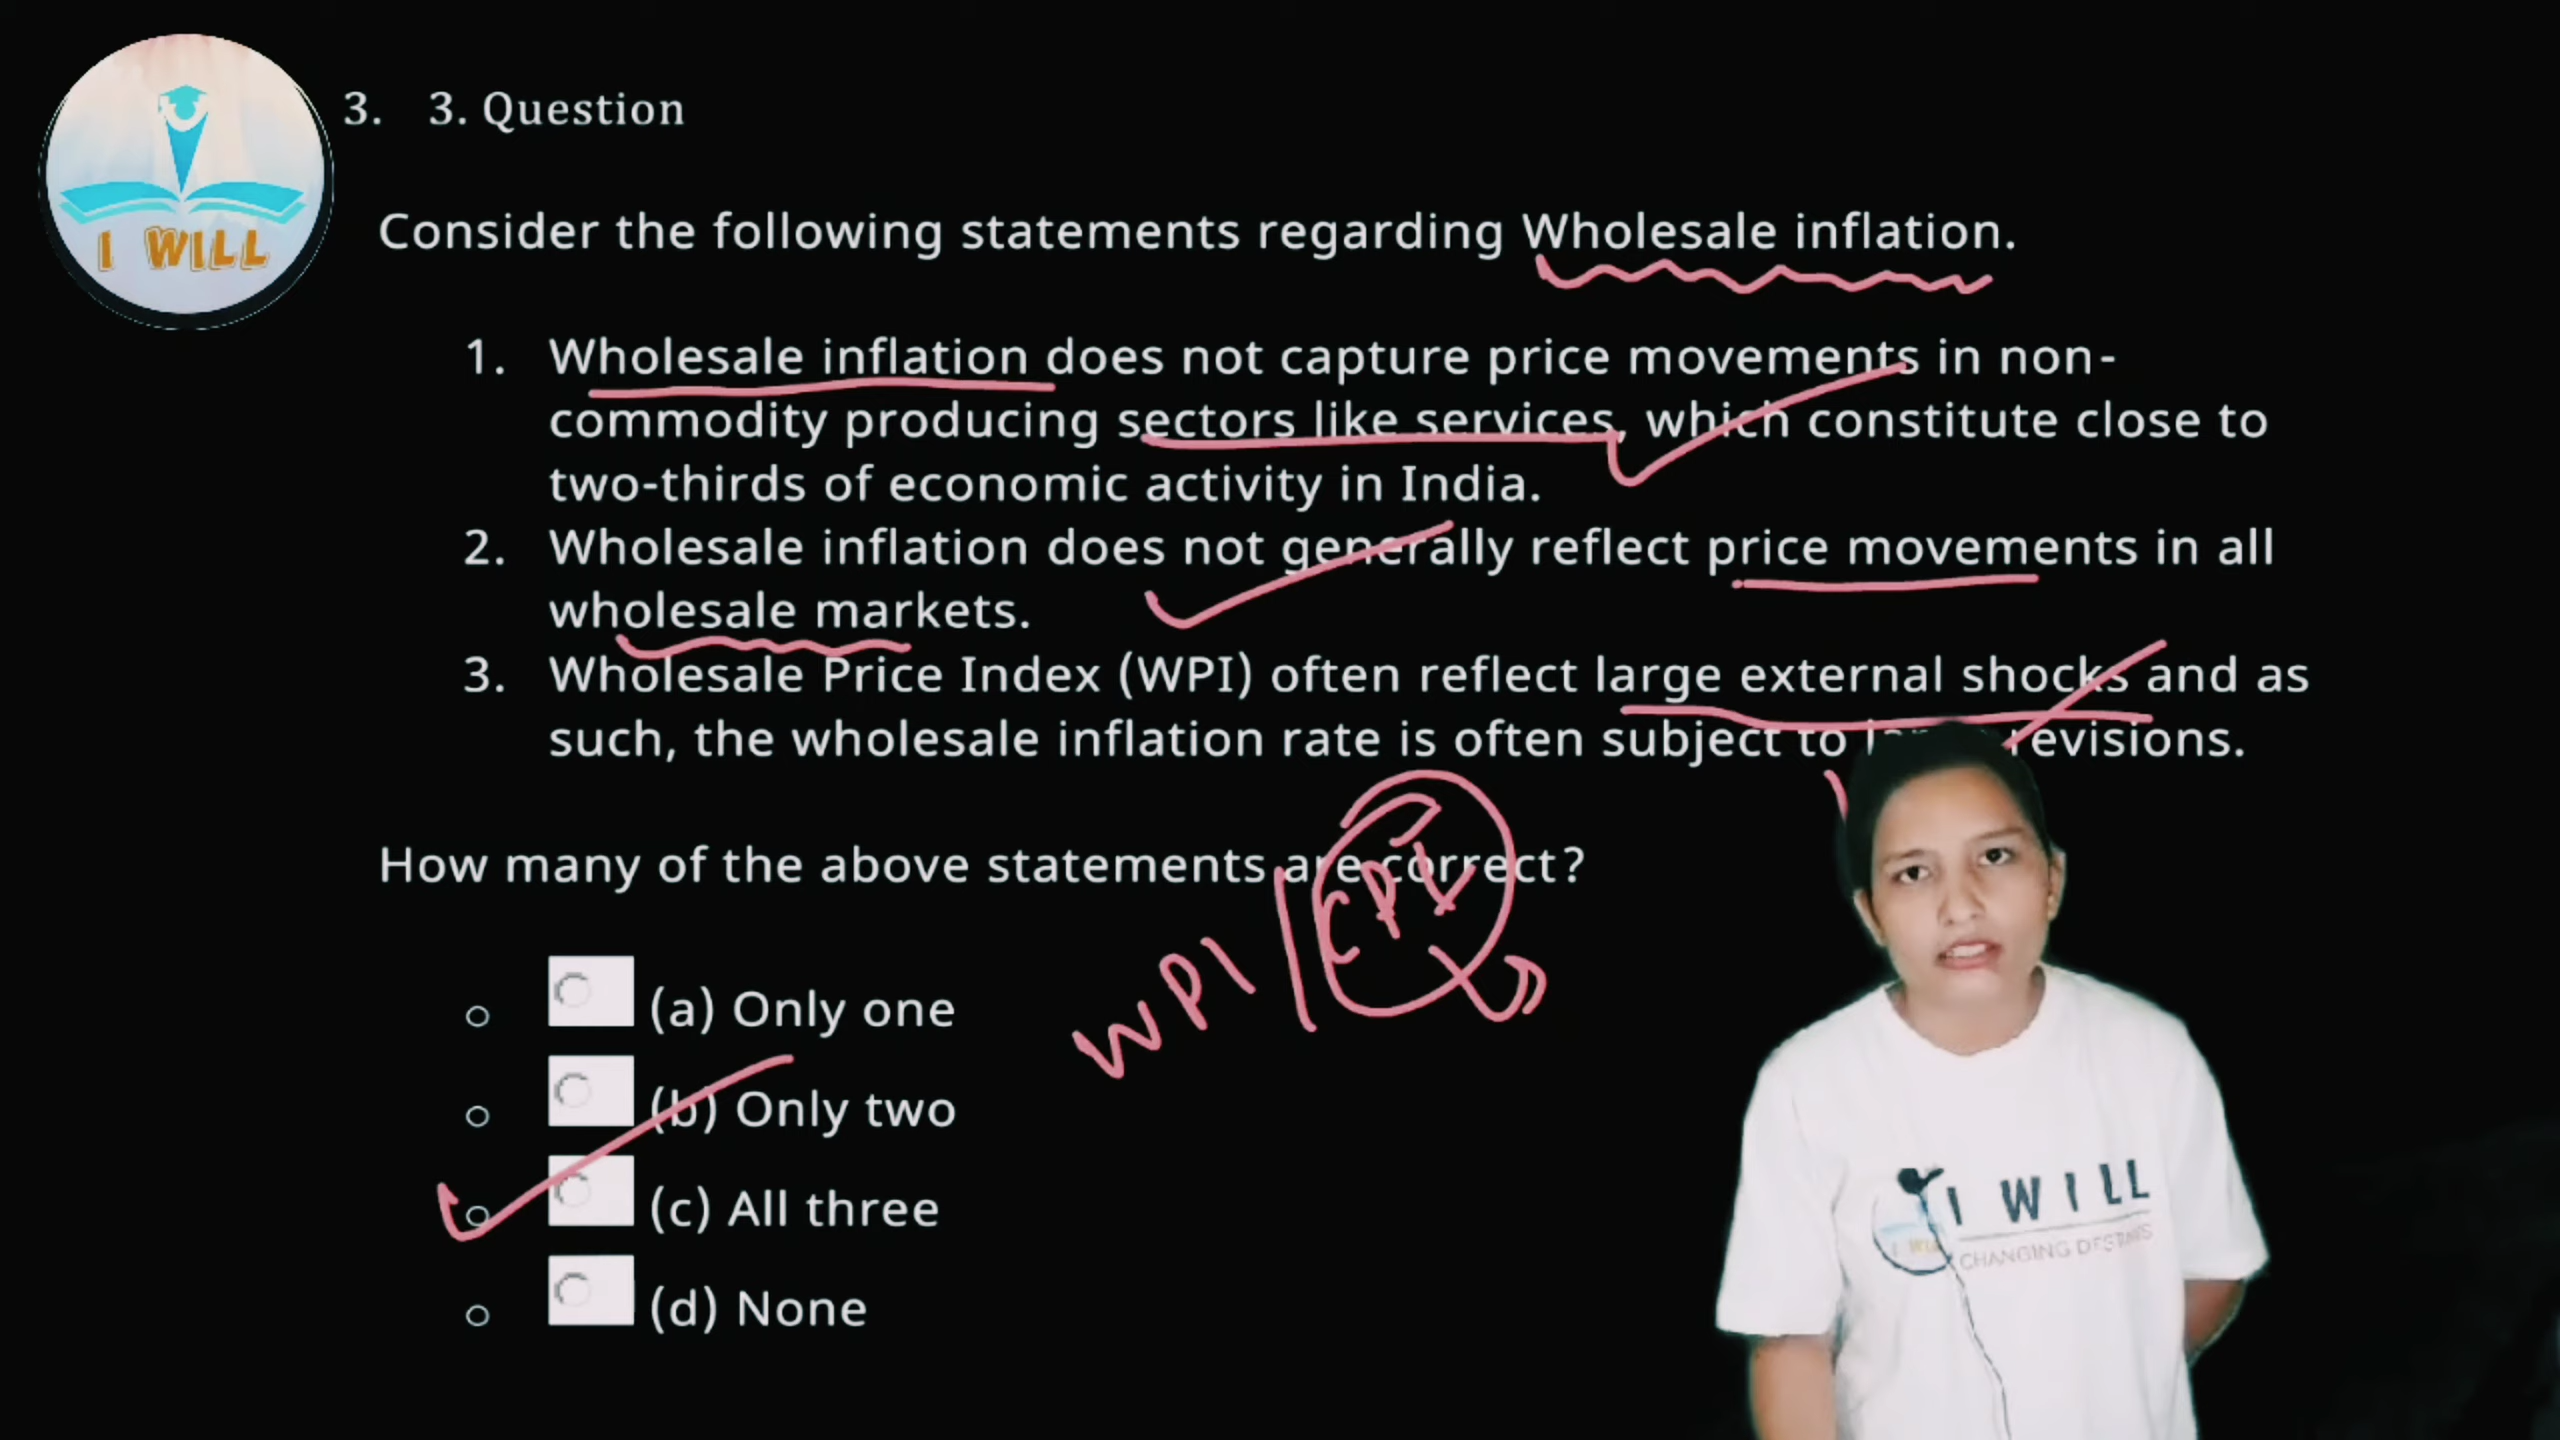 I WILL
3. 3. Question
Consider the following statements regarding Wholesale inflation.
1. Wholesale inflation does not capture price movements in non-
commodity producing sectors like services, which constitute close to
two-thirds of economic activity in India.
2. Wholesale inflation does not generally reflect price movements in all
wholesale markets.
3. Wholesale Price Index (WPI) often reflect large external shocks and as
such, the wholesale inflation rate is often subject to revisions.
How many of the above statements are correct?
WPI / CPI
(a) Only one
(b) Only two
(c) All three
(d) None
I WILL
CHANGING